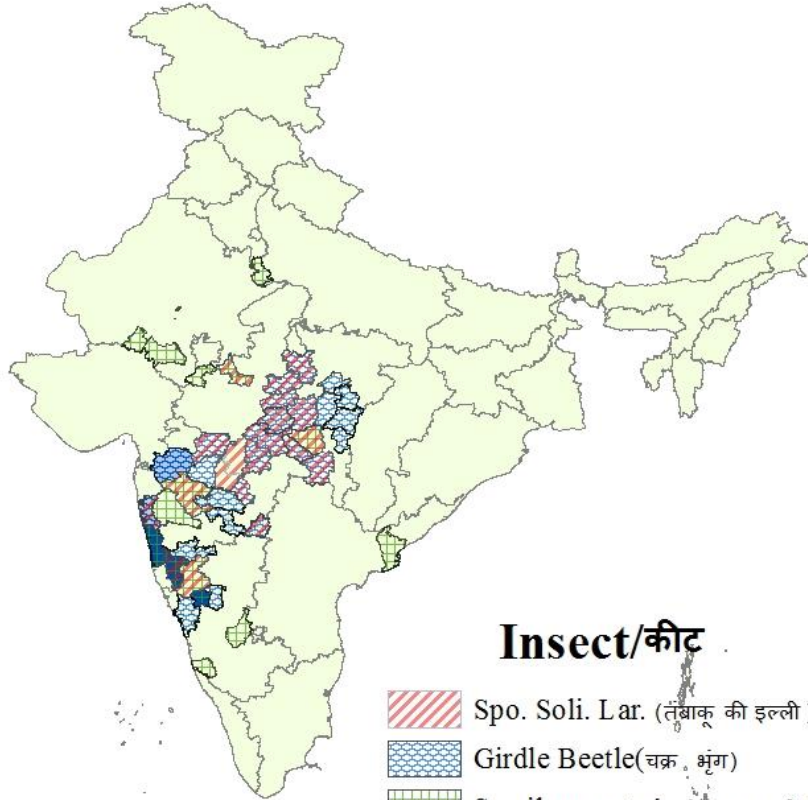 Insect/कीट
Spo. Soli. Lar. (तंबाकू की इल्ली)
Girdle Beetle(चक्र भृंग)